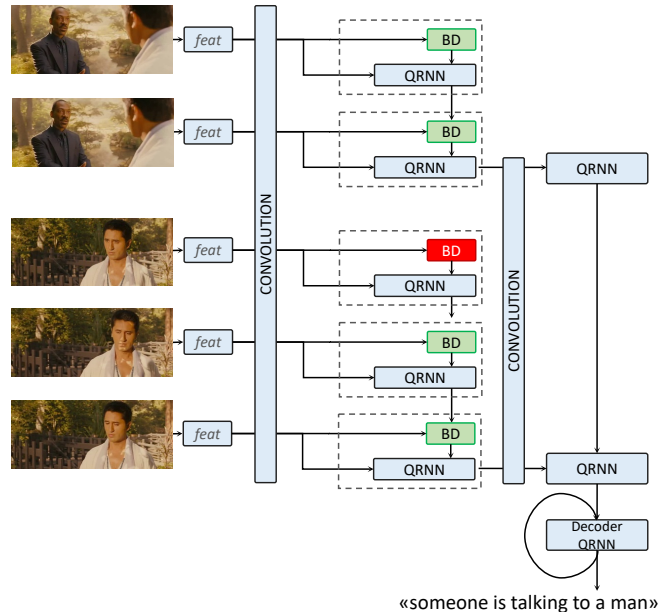 feat
BD
QRNN
feat
BD
QRNN
QRNN
CONVOLUTION
CONVOLUTION
feat
BD
QRNN
feat
BD
QRNN
feat
BD
QRNN
QRNN
Decoder
QRNN
«someone is talking to a man»